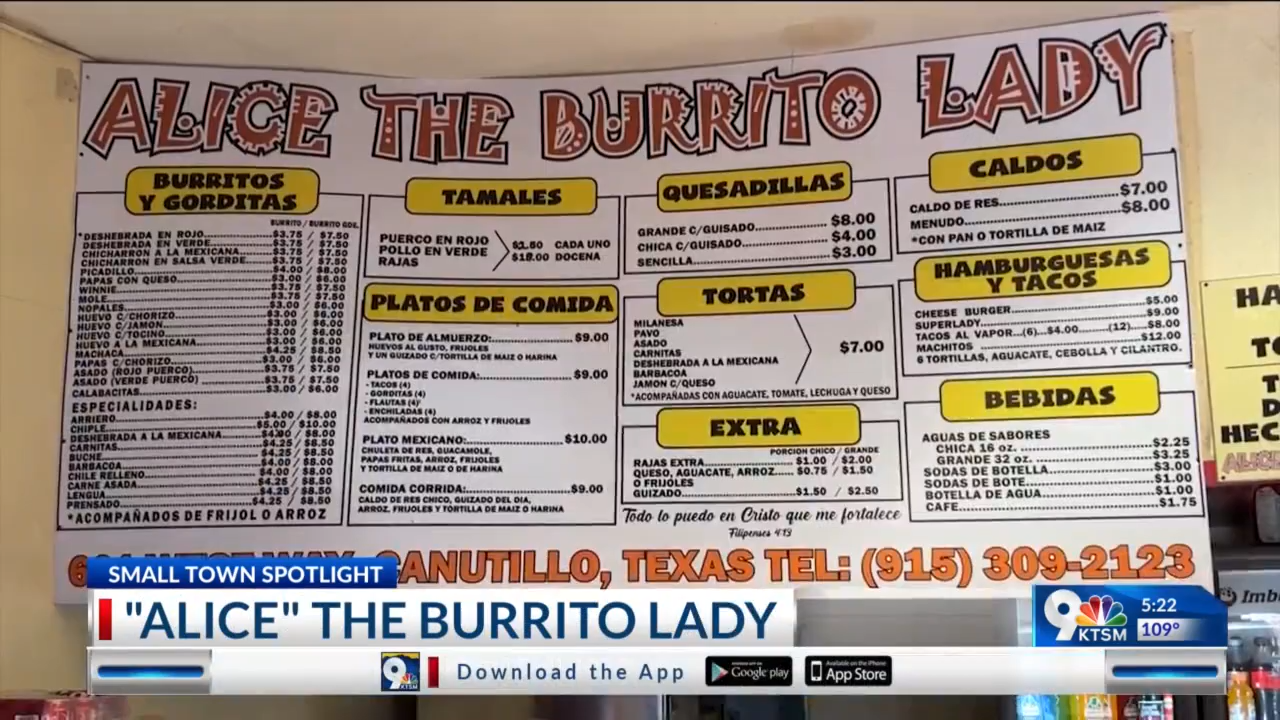 ALICE THE BURRITO LADY
BURRITOS
Y GORDITAS
BURRITO / BURRITO GDE.
*DESHEBRADA EN ROJO $3.75 / $7.50
DESHEBRADA EN VERDE $3.75 / $7.50
CHICHARRON A LA MEXICANA $3.75 / $7.50
CHICHARRON EN SALSA VERDE $3.75 / $7.50
PICADILLO $4.00 / $8.00
PAPAS CON QUESO $3.00 / $6.00
WINNIE $3.75 / $7.50
MOLE $3.75 / $7.50
NOPALES $3.00 / $6.00
HUEVO C/CHORIZO $3.00 / $6.00
HUEVO C/JAMON $3.00 / $6.00
HUEVO C/TOCINO $3.00 / $6.00
HUEVO A LA MEXICANA $3.00 / $6.00
MACHACA $4.25 / $8.50
PAPAS C/CHORIZO $3.00 / $6.00
ASADO (ROJO PUERCO) $3.75 / $7.50
ASADO (VERDE PUERCO) $3.75 / $7.50
CALABACITAS $3.00 / $6.00
ESPECIALIDADES:
ARRIERO $4.00 / $8.00
CHIPLE $5.00 / $10.00
DESHEBRADA A LA MEXICANA / $8.00
CARNITAS $4.25 / $8.50
BUCHE $4.25 / $8.50
BARBACOA $4.00 / $8.00
CHILE RELLENO $4.00 / $8.00
CARNE ASADA $4.25 / $8.50
LENGUA $4.25 / $8.50
PRENSADO $4.25 / $8.50
*ACOMPAÑADOS DE FRIJOL O ARROZ
TAMALES
PUERCO EN ROJO
POLLO EN VERDE
RAJAS
CADA UNO
DOCENA
PLATOS DE COMIDA
PLATO DE ALMUERZO: $9.00
HUEVOS AL GUSTO, FRIJOLES
Y UN GUIZADO C/TORTILLA DE MAIZ O HARINA
PLATOS DE COMIDA: $9.00
- TACOS (4)
- GORDITAS (4)
- FLAUTAS (4)
- ENCHILADAS (4)
ACOMPAÑADOS CON ARROZ Y FRIJOLES
PLATO MEXICANO: $10.00
CHULETA DE RES, GUACAMOLE,
PAPAS FRITAS, ARROZ, FRIJOLES
Y TORTILLA DE MAIZ O DE HARINA
COMIDA CORRIDA: $9.00
CALDO DE RES CHICO, GUIZADO DEL DIA,
ARROZ, FRIJOLES Y TORTILLA DE MAIZ O HARINA
QUESADILLAS
GRANDE C/GUISADO $8.00
CHICA C/GUISADO $4.00
SENCILLA $3.00
TORTAS
MILANESA
PAVO
ASADO
CARNITAS
DESHEBRADA A LA MEXICANA
BARBACOA
JAMON C/QUESO
$7.00
*ACOMPAÑADAS CON AGUACATE, TOMATE, LECHUGA Y QUESO
EXTRA
PORCION CHICO / GRANDE
RAJAS EXTRA $1.00 / $2.00
QUESO, AGUACATE, ARROZ $0.75 / $1.50
O FRIJOLES
GUIZADO $1.50 / $2.50
Todo lo puedo en Cristo que me fortalece
Filipenses 4:13
CALDOS
CALDO DE RES $7.00
MENUDO $8.00
*CON PAN O TORTILLA DE MAIZ
HAMBURGUESAS
Y TACOS
CHEESE BURGER $5.00
SUPERLADY $9.00
TACOS AL VAPOR...(6)....$4.00........(12)....$8.00
MACHITOS $12.00
6 TORTILLAS, AGUACATE, CEBOLLA Y CILANTRO.
BEBIDAS
AGUAS DE SABORES
CHICA 16 oz. $2.25
GRANDE 32 oz. $3.25
SODAS DE BOTELLA $3.00
SODAS DE BOTE $1.00
BOTELLA DE AGUA $1.00
CAFE $1.75
CANUTILLO, TEXAS TEL: (915) 309-2123
HA
HEC
ALICE
Imb
SMALL TOWN SPOTLIGHT
"ALICE" THE BURRITO LADY
9 KTSM
5:22
109°
9 KTSM
Download the App
Google play
Available on the iPhone
App Store